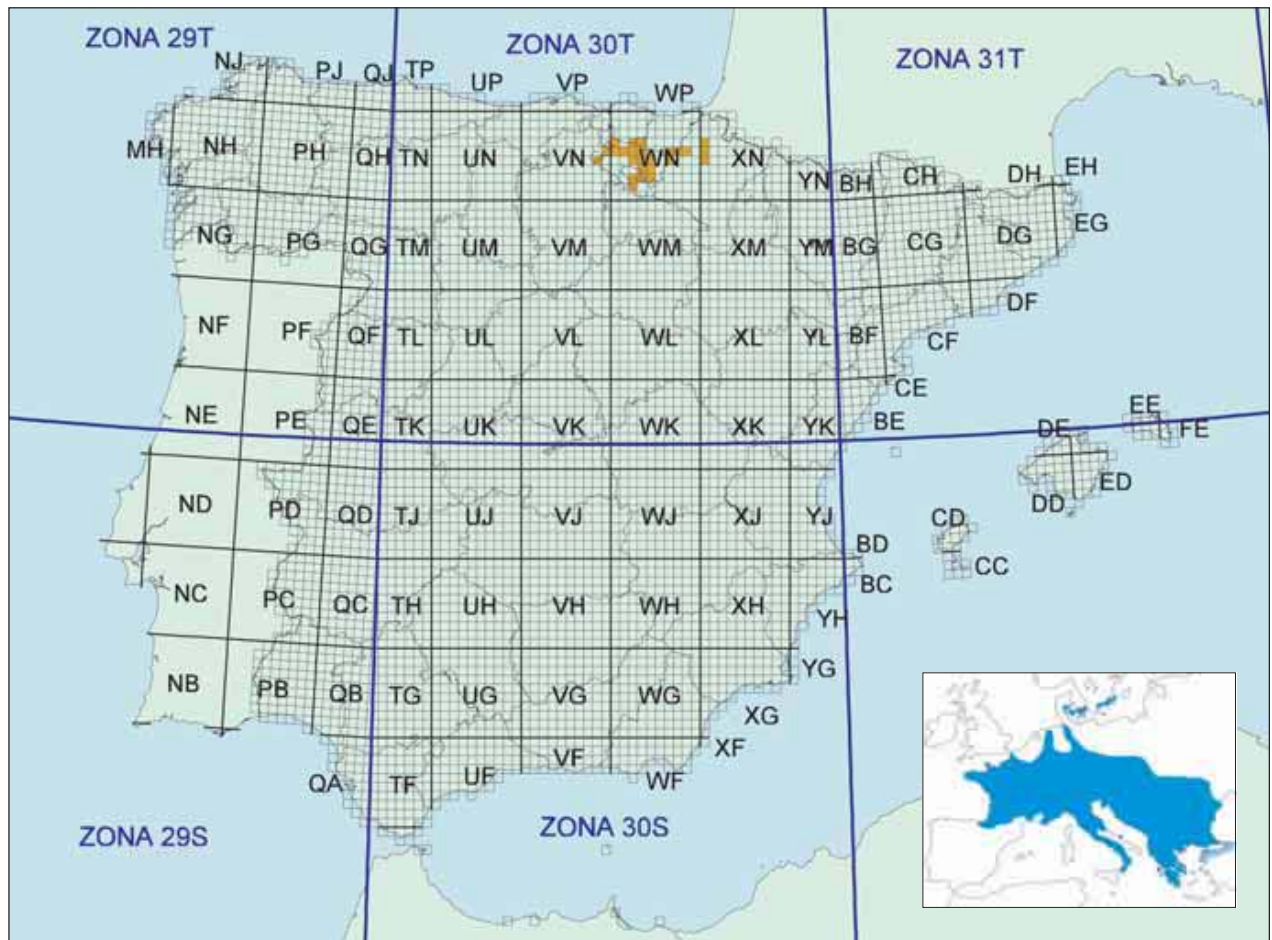 ZONA 29T
ZONA 30T
ZONA 31T
NJ PJ QJ TP UP VP WP
MH NH PH QH TN UN VN WN XN YN BH CH DH EH
NG PG QG TM UM VM WM XM YM BG CG DG EG
NF PF QF TL UL VL WL XL YL BF CF DF
NE PE QE TK UK VK WK XK YK BE CE DE EE FE
ND PD QD TJ UJ VJ WJ XJ YJ BD CD DD ED
NC PC QC TH UH VH WH XH YH BC CC
NB PB QB TG UG VG WG XG YG
QA TF UF VF WF XF
ZONA 29S
ZONA 30S